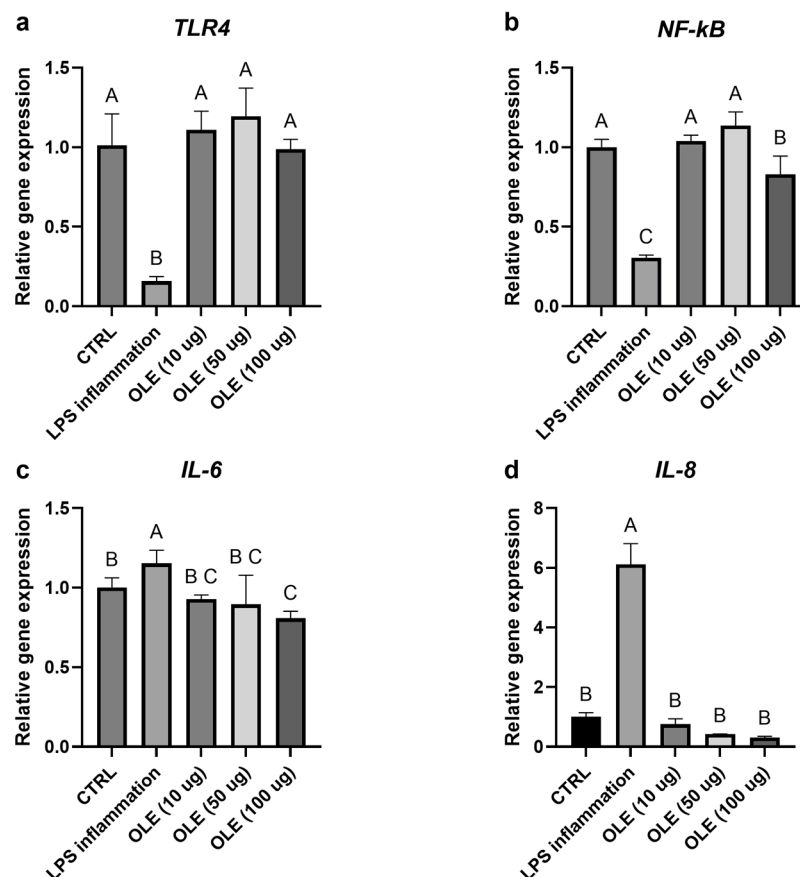 a
TLR4
Relative gene expression
1.5
1.0
0.5
0.0
A
B
A
A
A
CTRL
LPS inflammation
OLE (10 ug)
OLE (50 ug)
OLE (100 ug)
b
NF-kB
Relative gene expression
1.5
1.0
0.5
0.0
A
C
A
A
B
CTRL
LPS inflammation
OLE (10 ug)
OLE (50 ug)
OLE (100 ug)
c
IL-6
Relative gene expression
1.5
1.0
0.5
0.0
B
A
B C
B C
C
CTRL
LPS inflammation
OLE (10 ug)
OLE (50 ug)
OLE (100 ug)
d
IL-8
Relative gene expression
8
6
4
2
0
B
A
B
B
B
CTRL
LPS inflammation
OLE (10 ug)
OLE (50 ug)
OLE (100 ug)